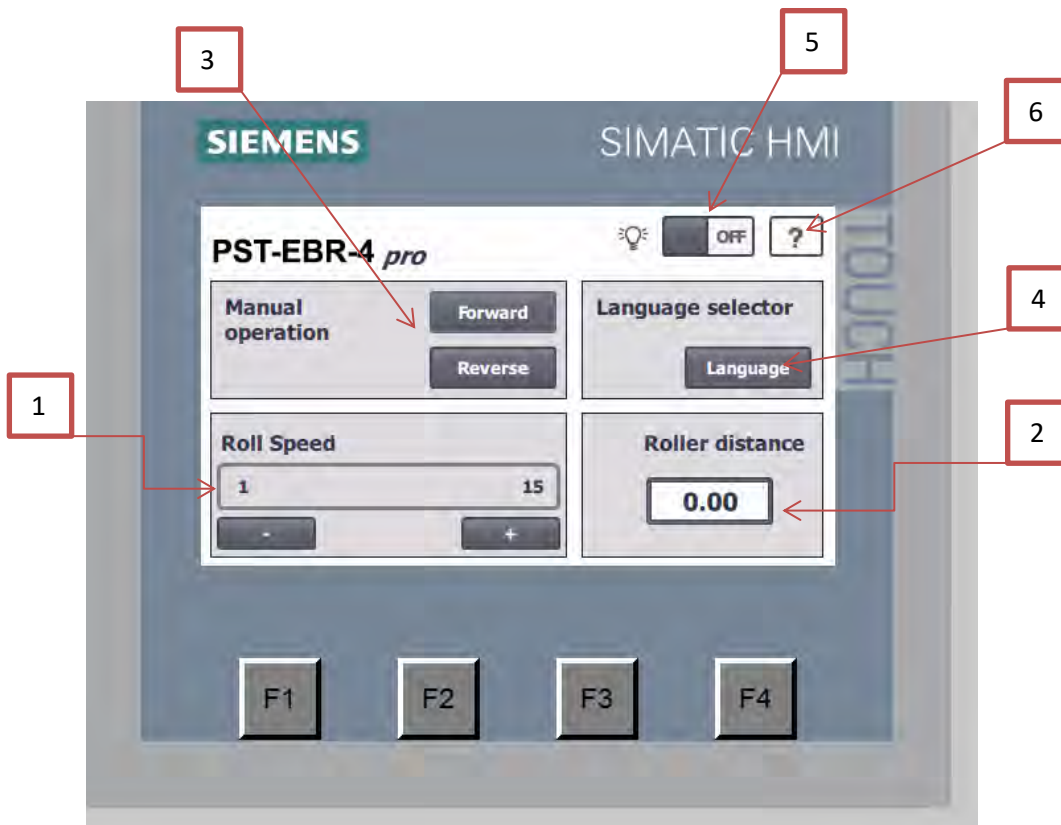 3
5
6
SIEMENS
SIMATIC HMI
TOUCH
PST-EBR-4 pro
OFF
?
Manual
operation
Forward
Reverse
Language selector
Language
4
1
Roll Speed
1
15
-
+
Roller distance
0.00
2
F1
F2
F3
F4